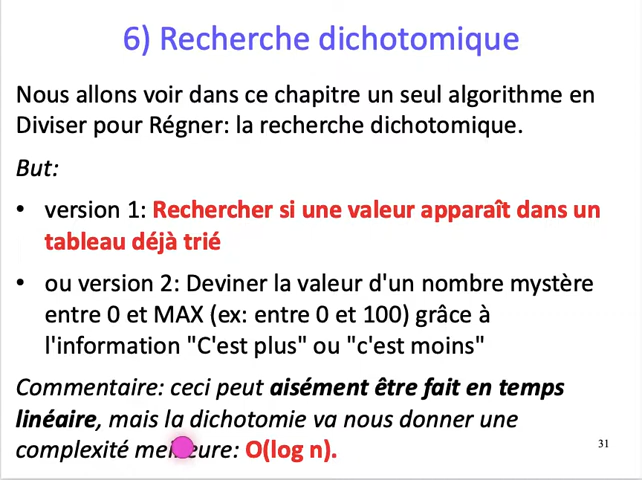 6) Recherche dichotomique
Nous allons voir dans ce chapitre un seul algorithme en
Diviser pour Régner: la recherche dichotomique.
But:
• version 1: Rechercher si une valeur apparaît dans un
tableau déjà trié
• ou version 2: Deviner la valeur d'un nombre mystère
entre 0 et MAX (ex: entre 0 et 100) grâce à
l'information "C'est plus" ou "c'est moins"
Commentaire: ceci peut aisément être fait en temps
linéaire, mais la dichotomie va nous donner une
complexité meilleure: O(log n).
31